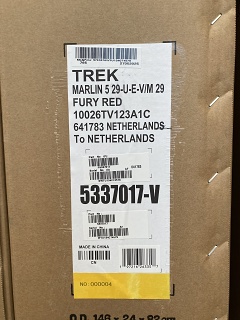 TREK
MARLIN 5 29-U-E-V/M 29
FURY RED
10026TV123A1C
641783 NETHERLANDS
To NETHERLANDS
5337017-V
MADE IN CHINA
CN
NO: 000004